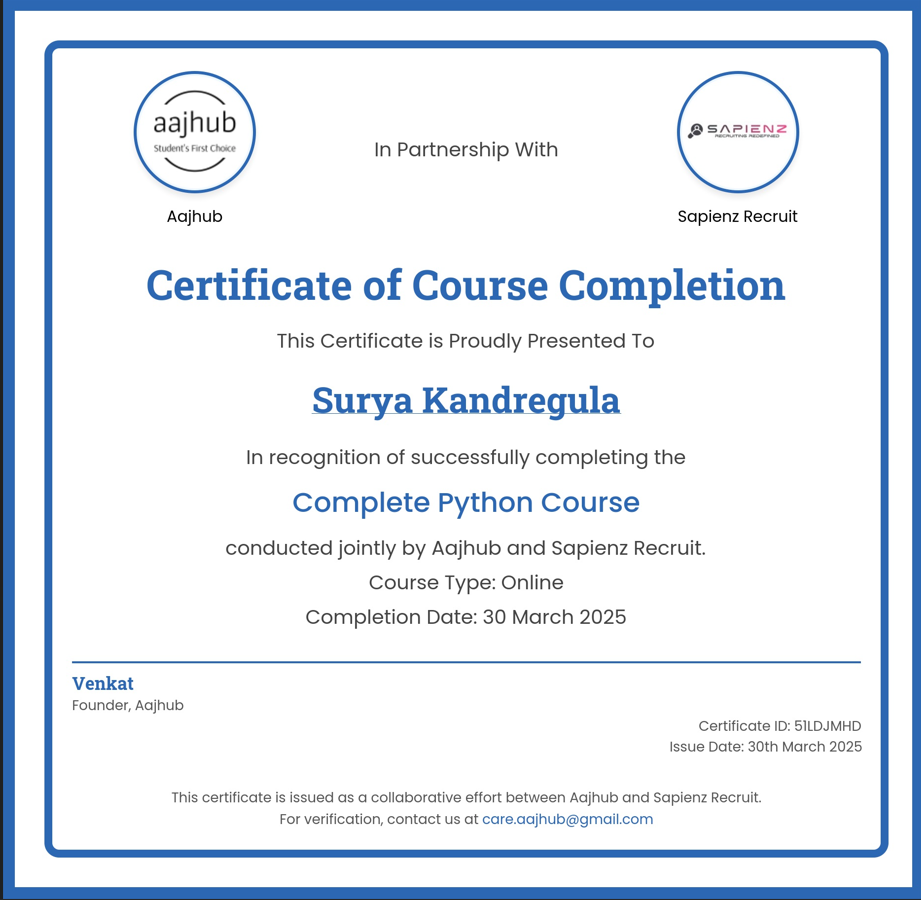 aajhub
Student's First Choice
In Partnership With
SAPIENZ
RECRUITING REDEFINED
Aajhub
Sapienz Recruit
Certificate of Course Completion
This Certificate is Proudly Presented To
Surya Kandregula
In recognition of successfully completing the
Complete Python Course
conducted jointly by Aajhub and Sapienz Recruit.
Course Type: Online
Completion Date: 30 March 2025
Venkat
Founder, Aajhub
Certificate ID: 51LDJMHD
Issue Date: 30th March 2025
This certificate is issued as a collaborative effort between Aajhub and Sapienz Recruit.
For verification, contact us at care.aajhub@gmail.com